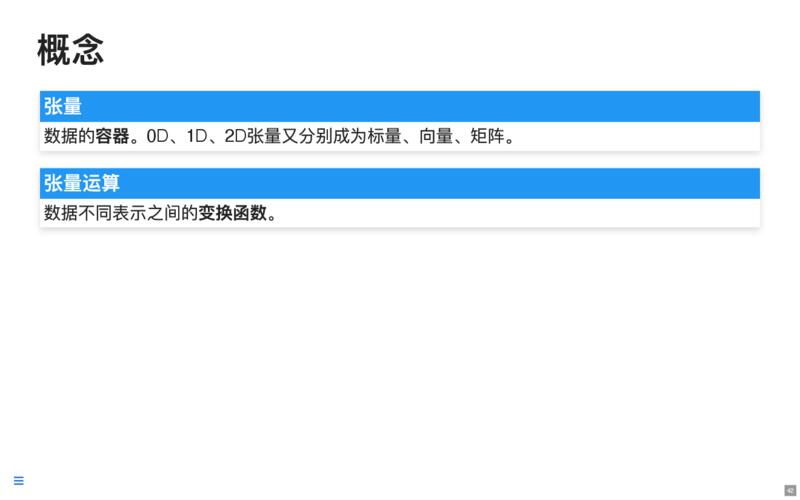 概念
张量
数据的容器。0D、1D、2D张量又分别成为标量、向量、矩阵。
张量运算
数据不同表示之间的变换函数。
42